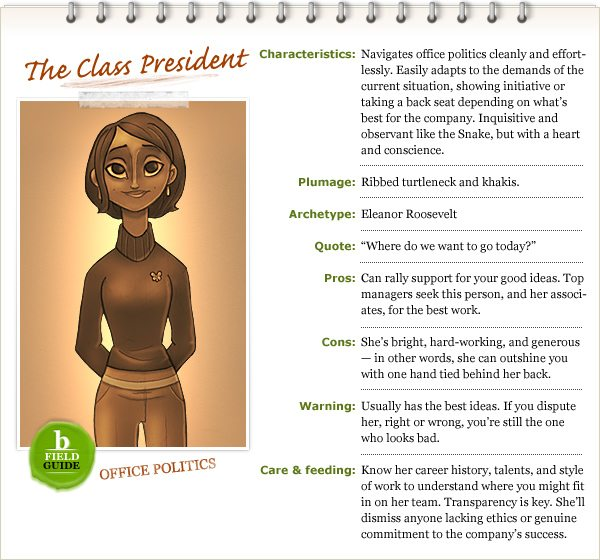 The Class President
Characteristics: Navigates office politics cleanly and effort-
lessly. Easily adapts to the demands of the
current situation, showing initiative or
taking a back seat depending on what's
best for the company. Inquisitive and
observant like the Snake, but with a heart
and conscience.
Plumage: Ribbed turtleneck and khakis.
Archetype: Eleanor Roosevelt
Quote: “Where do we want to go today?”
Pros: Can rally support for your good ideas. Top
managers seek this person, and her associ-
ates, for the best work.
Cons: She's bright, hard-working, and generous
— in other words, she can outshine you
with one hand tied behind her back.
Warning: Usually has the best ideas. If you dispute
her, right or wrong, you're still the one
who looks bad.
Care & feeding: Know her career history, talents, and style
of work to understand where you might fit
in on her team. Transparency is key. She'll
dismiss anyone lacking ethics or genuine
commitment to the company's success.
b
FIELD
GUIDE
OFFICE POLITICS